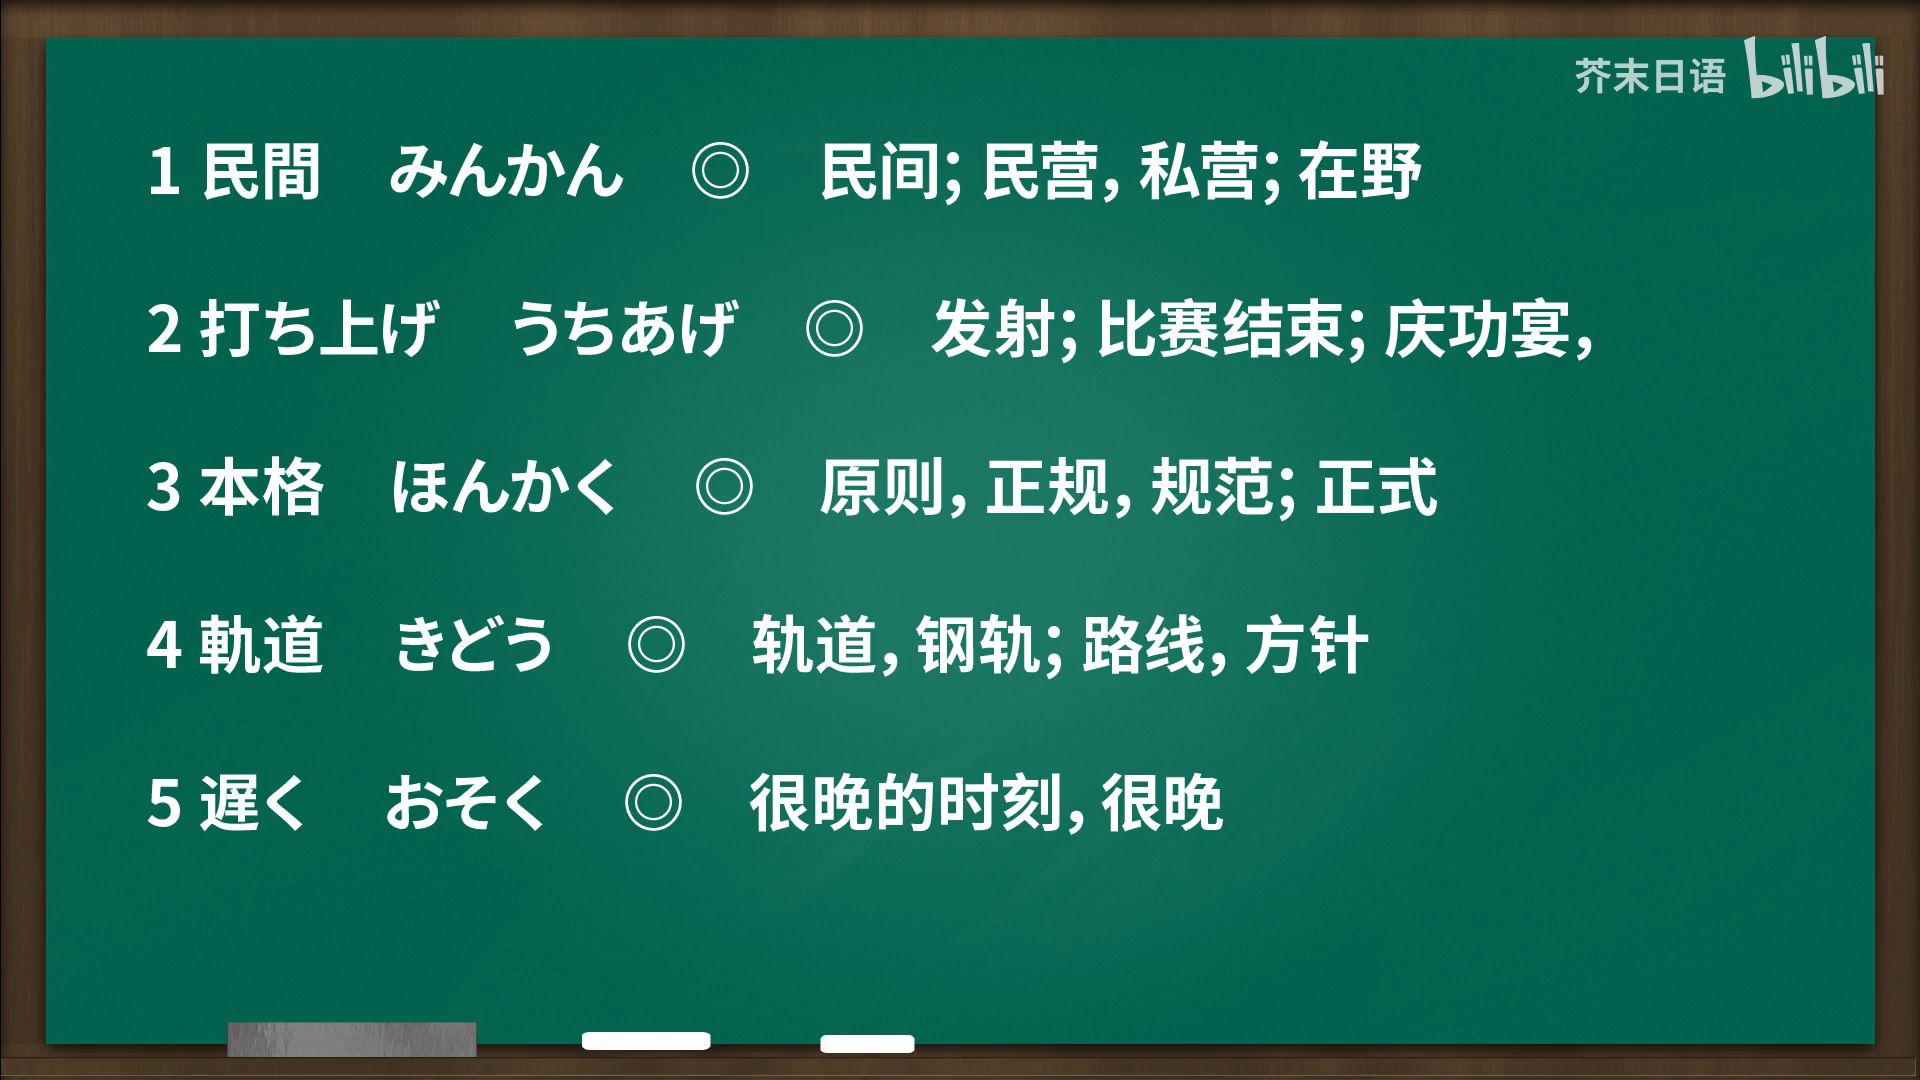 芥末日语 bilibili
1 民間 みんかん ◎ 民间；民营，私营；在野
2 打ち上げ うちあげ ◎ 发射；比赛结束；庆功宴，
3 本格 ほんかく ◎ 原则，正规，规范；正式
4 軌道 きどう ◎ 轨道，钢轨；路线，方针
5 遅く おそく ◎ 很晚的时刻，很晚